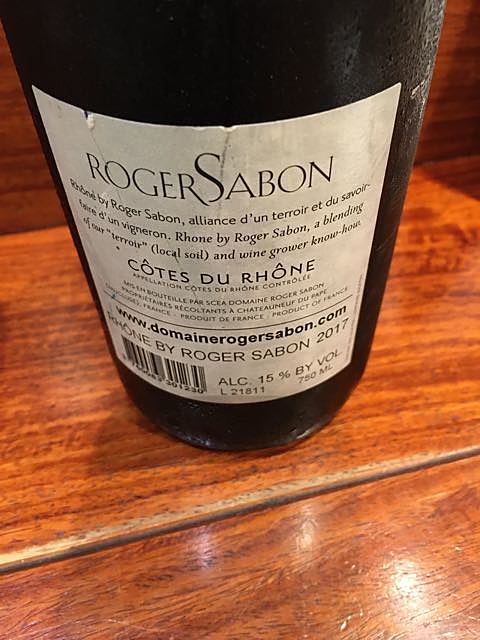 ROGERSABON
Rhône by Roger Sabon, alliance d'un terroir et du savoir-
faire d'un vigneron. Rhone by Roger Sabon, a blending
of our "terroir" (local soil) and wine grower know-how.
CÔTES DU RHÔNE
APPELLATION CÔTES DU RHÔNE CONTRÔLÉE
MIS EN BOUTEILLE PAR SCEA DOMAINE ROGER SABON
PROPRIÉTAIRES RÉCOLTANTS À CHATEAUNEUF DU PAPE,
FRANCE - PRODUIT DE FRANCE - PRODUCT OF FRANCE
www.domainerogersabon.com
RHÔNE BY ROGER SABON 2017
ALC. 15 % BY VOL
L 21811 750 ML